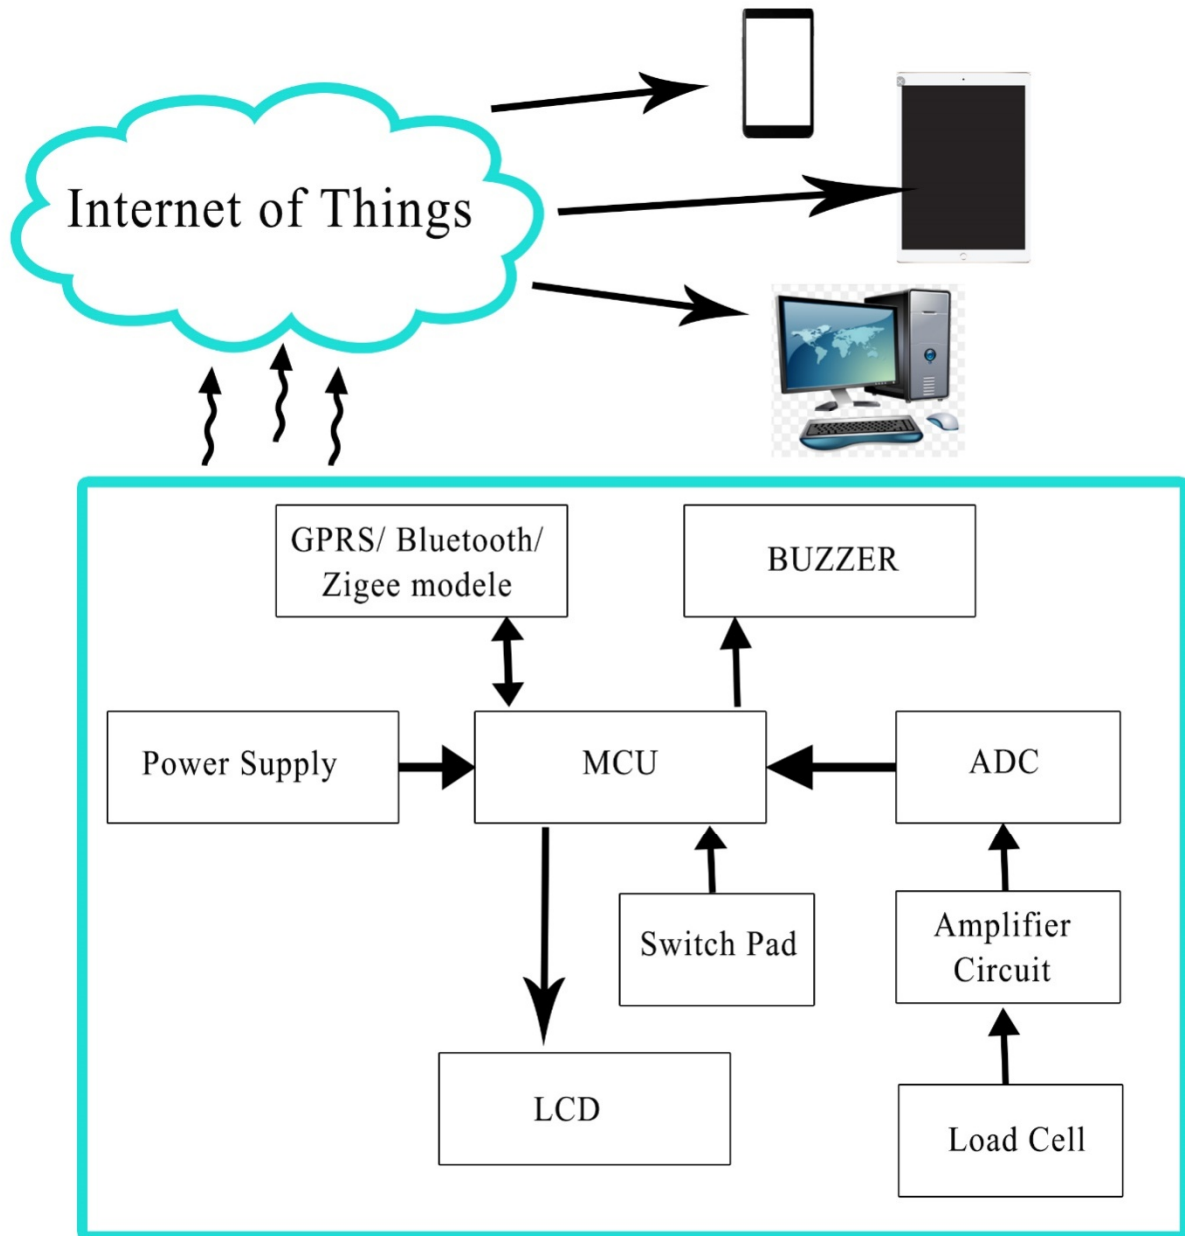 Internet of Things
GPRS/ Bluetooth/
Zigee modele
BUZZER
Power Supply
MCU
ADC
Switch Pad
Amplifier
Circuit
LCD
Load Cell